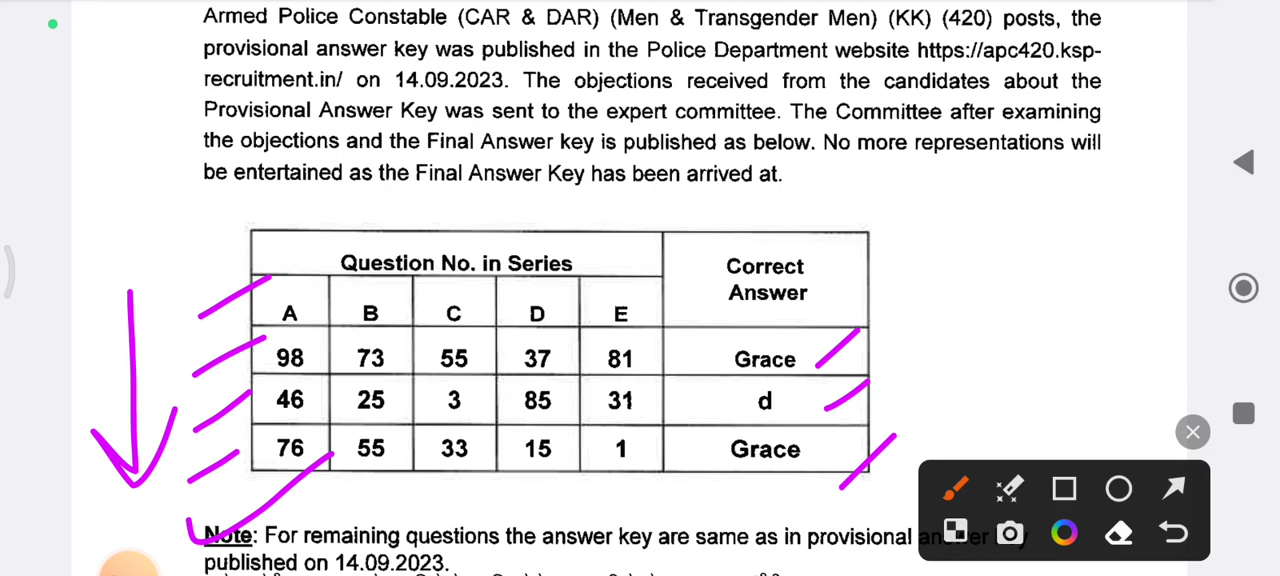 Armed Police Constable (CAR & DAR) (Men & Transgender Men) (KK) (420) posts, the
provisional answer key was published in the Police Department website https://apc420.ksp-
recruitment.in/ on 14.09.2023. The objections received from the candidates about the
Provisional Answer Key was sent to the expert committee. The Committee after examining
the objections and the Final Answer key is published as below. No more representations will
be entertained as the Final Answer Key has been arrived at.
Question No. in Series Correct Answer
A B C D E
98 73 55 37 81 Grace
46 25 3 85 31 d
76 55 33 15 1 Grace
Note: For remaining questions the answer key are same as in provisional
published on 14.09.2023.